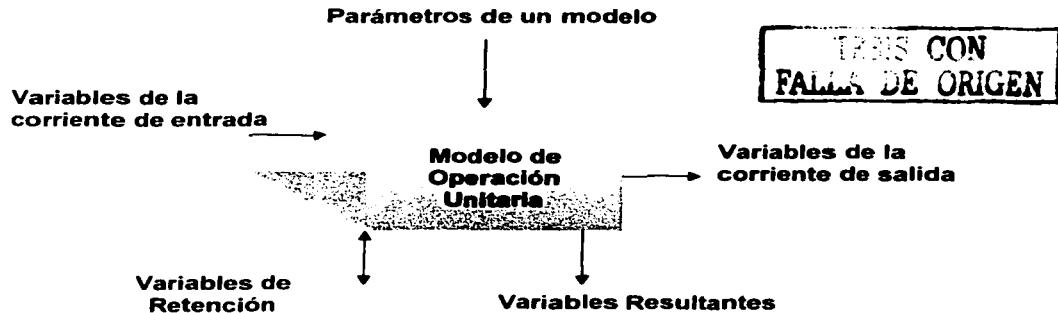 Parámetros de un modelo
CON
FALLA DE ORIGEN
Variables de la
corriente de entrada
Modelo de
Operación
Unitaria
Variables de la
corriente de salida
Variables de
Retención
Variables Resultantes